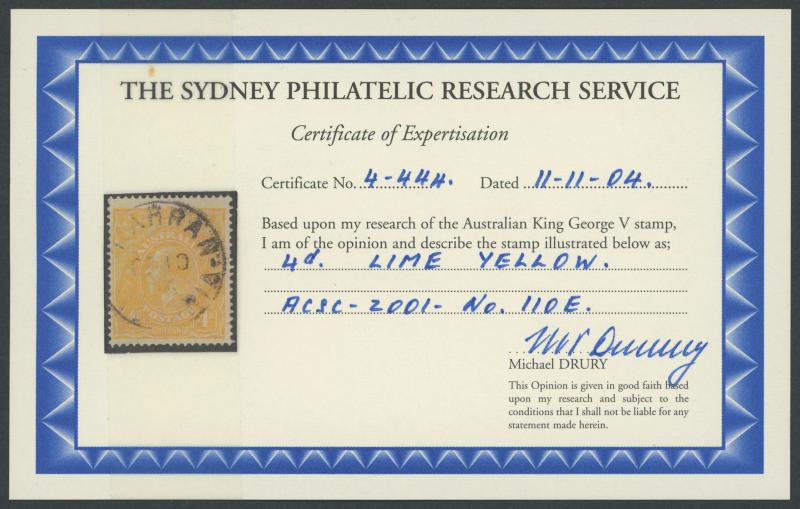 THE SYDNEY PHILATELIC RESEARCH SERVICE
Certificate of Expertisation
Certificate No. 4-444. Dated 11-11-04.
Based upon my research of the Australian King George V stamp,
I am of the opinion and describe the stamp illustrated below as;
4d. LIME YELLOW.
ACSC-2001- No. 110E.
Michael DRURY
This Opinion is given in good faith based
upon my research and subject to the
conditions that I shall not be liable for any
statement made herein.
AUSTRALIA
POSTAGE